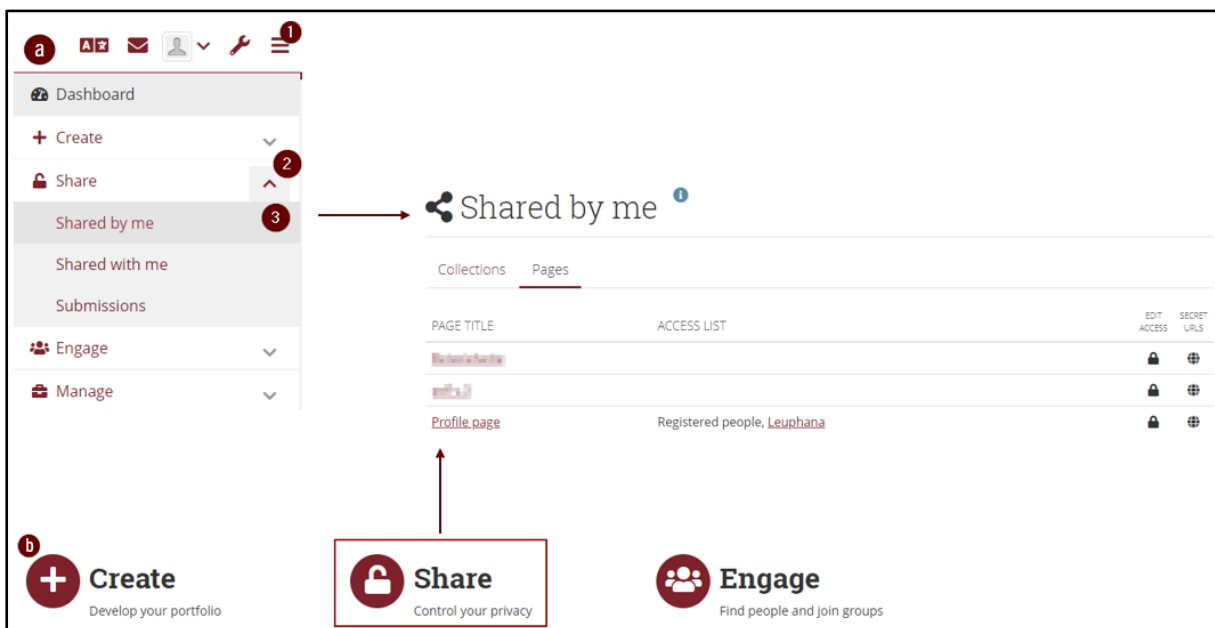 a
1
Dashboard
Create
2
Share
3
Shared by me
Shared with me
Submissions
Engage
Manage
Shared by me
Collections Pages
PAGE TITLE ACCESS LIST EDIT ACCESS SECRET URLS
Profile page Registered people, Leuphana
b
Create
Develop your portfolio
Share
Control your privacy
Engage
Find people and join groups